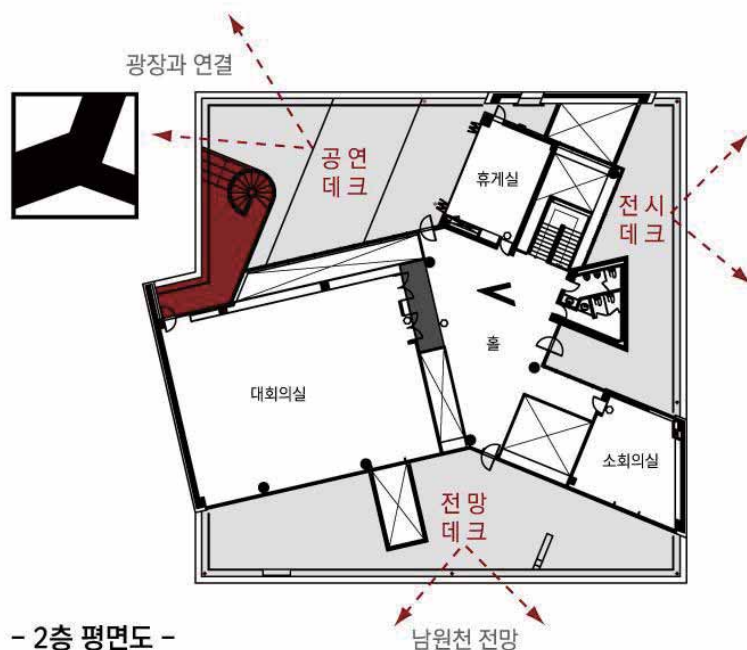 광장과 연결
공 연
데 크
휴게실
전 시
데 크
홀
대회의실
소회의실
전 망
데 크
- 2층 평면도 -
남원천 전망